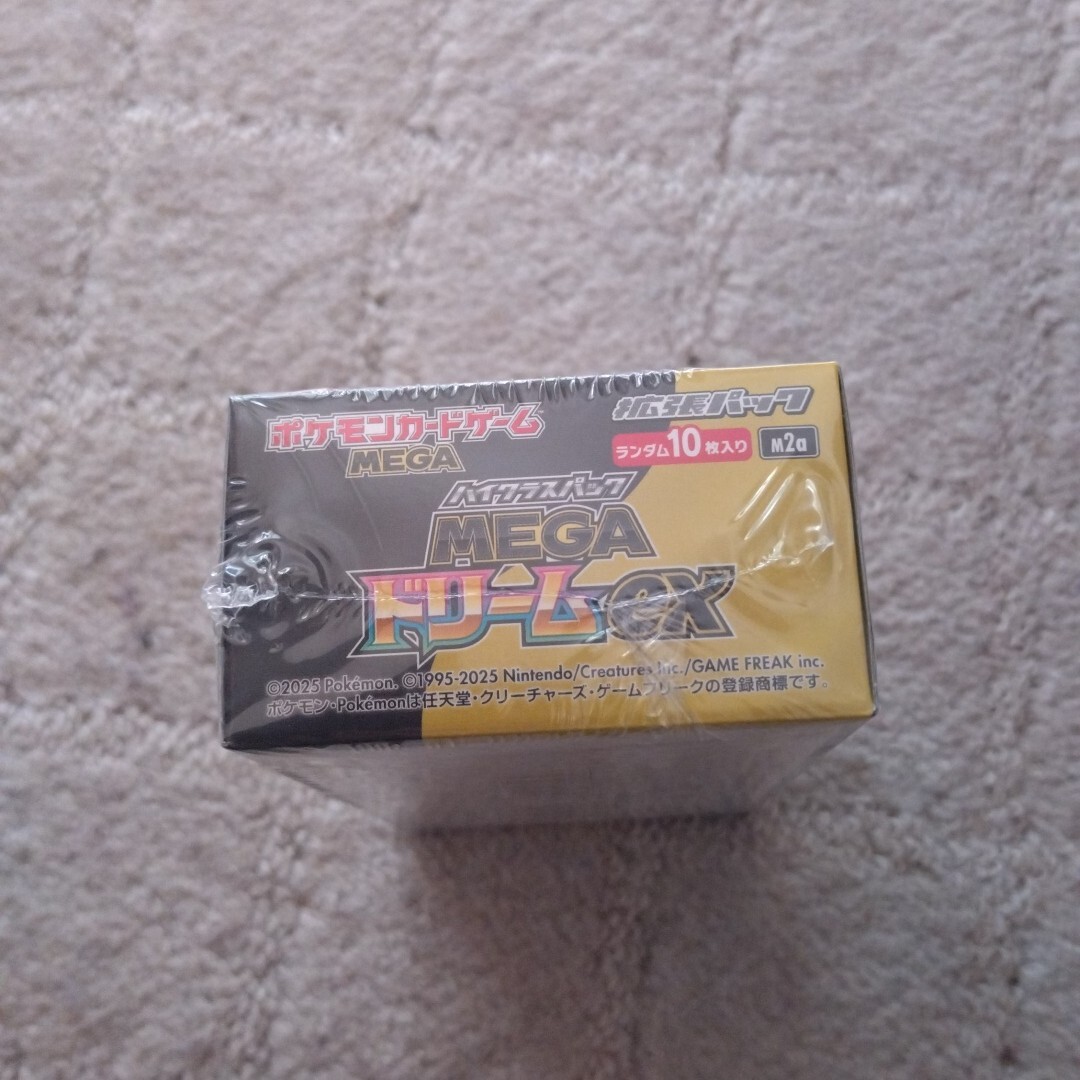 ポケモンカードゲーム
MEGA
拡張パック
ランダム10枚入り
M2a
ハイクラスパック
MEGA
ドリームex
©2025 Pokémon. ©1995-2025 Nintendo/Creatures Inc./GAME FREAK inc.
ポケモン・Pokémonは任天堂・クリーチャーズ・ゲームフリークの登録商標です。